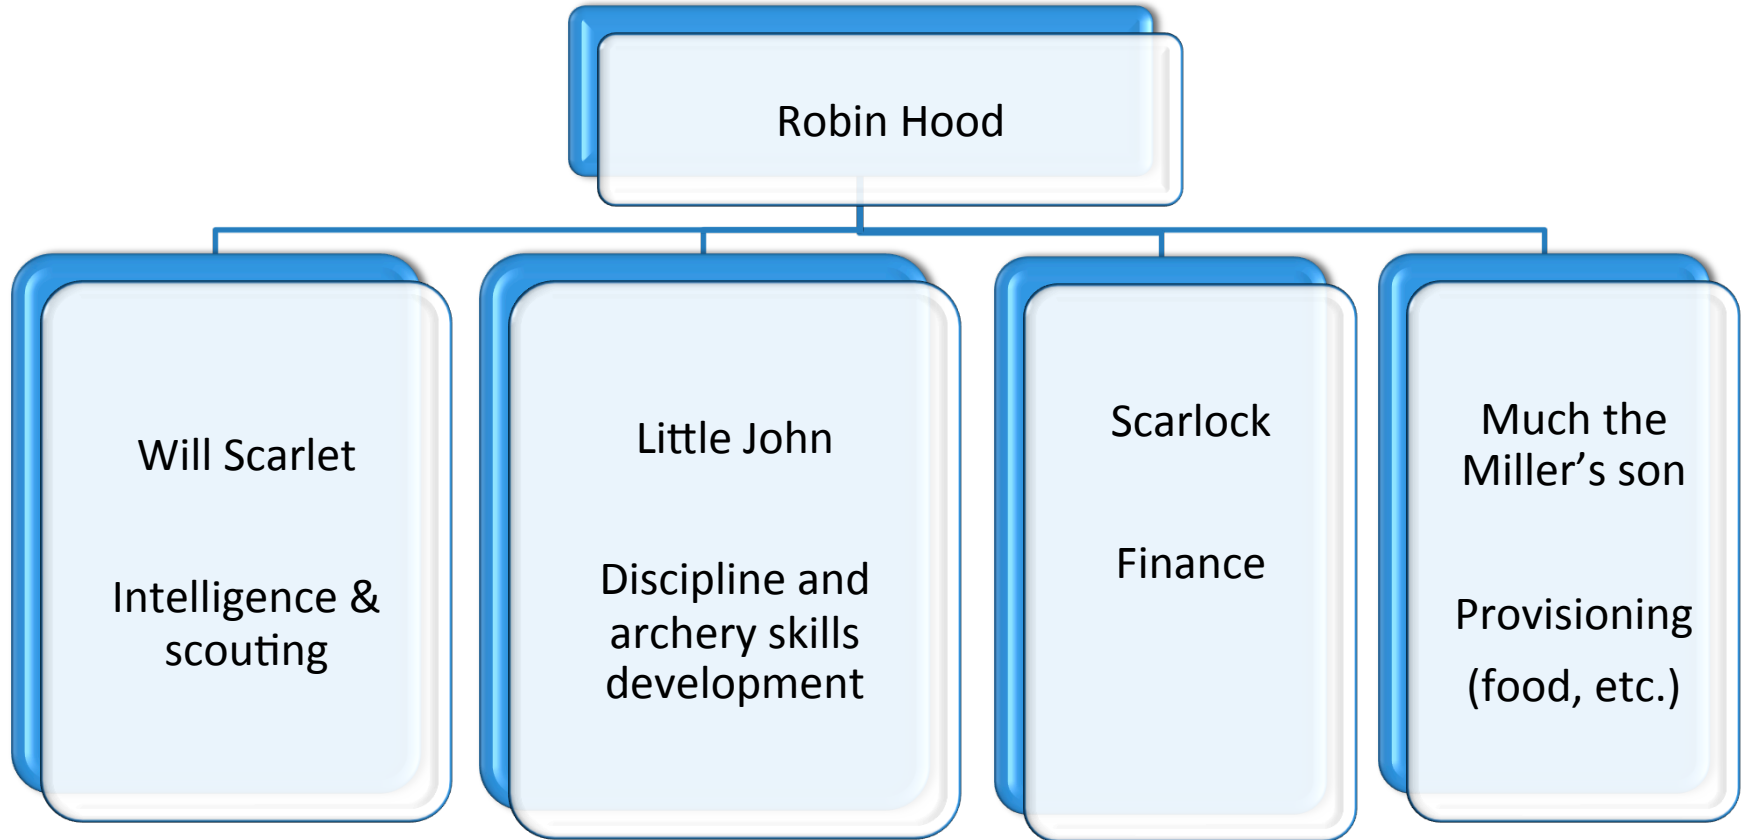 Robin Hood
Will Scarlet
Intelligence &
scouting
Little John
Discipline and
archery skills
development
Scarlock
Finance
Much the
Miller’s son
Provisioning
(food, etc.)